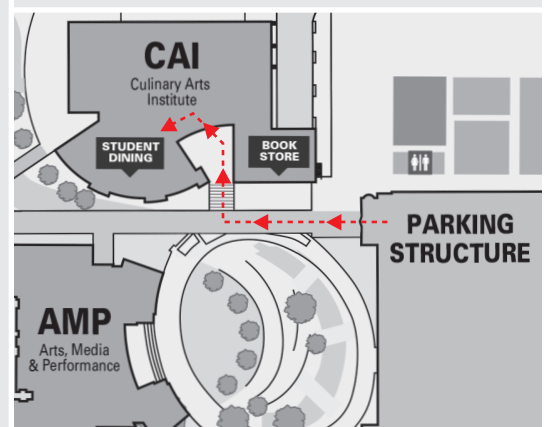 CAI
Culinary Arts
Institute
STUDENT
DINING
BOOK
STORE
PARKING
STRUCTURE
AMP
Arts, Media
& Performance